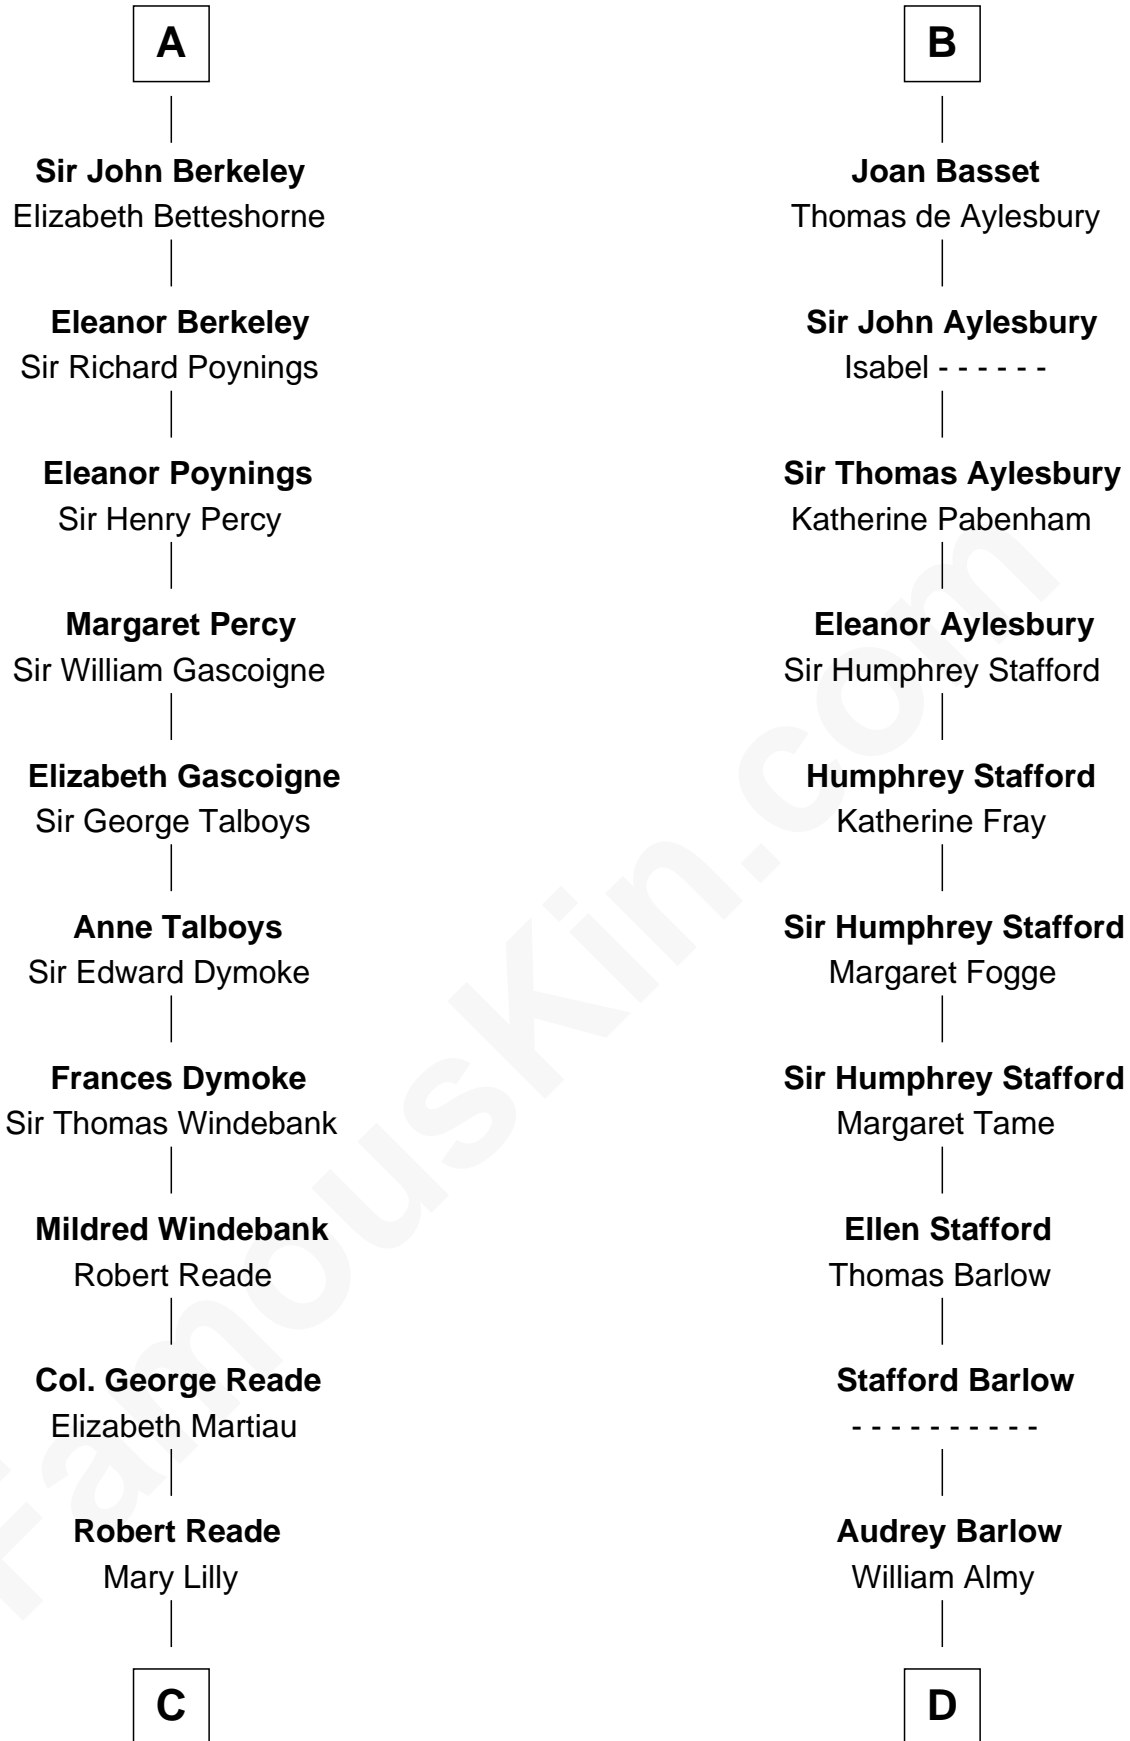 A
Sir John Berkeley
Elizabeth Betteshorne
Eleanor Berkeley
Sir Richard Poynings
Eleanor Poynings
Sir Henry Percy
Margaret Percy
Sir William Gascoigne
Elizabeth Gascoigne
Sir George Talboys
Anne Talboys
Sir Edward Dymoke
Frances Dymoke
Sir Thomas Windebank
Mildred Windebank
Robert Reade
Col. George Reade
Elizabeth Martiau
Robert Reade
Mary Lilly
C
B
Joan Basset
Thomas de Aylesbury
Sir John Aylesbury
Isabel - - - - - -
Sir Thomas Aylesbury
Katherine Pabenham
Eleanor Aylesbury
Sir Humphrey Stafford
Humphrey Stafford
Katherine Fray
Sir Humphrey Stafford
Margaret Fogge
Sir Humphrey Stafford
Margaret Tame
Ellen Stafford
Thomas Barlow
Stafford Barlow
- - - - - - - - - -
Audrey Barlow
William Almy
D
FamousKin.com